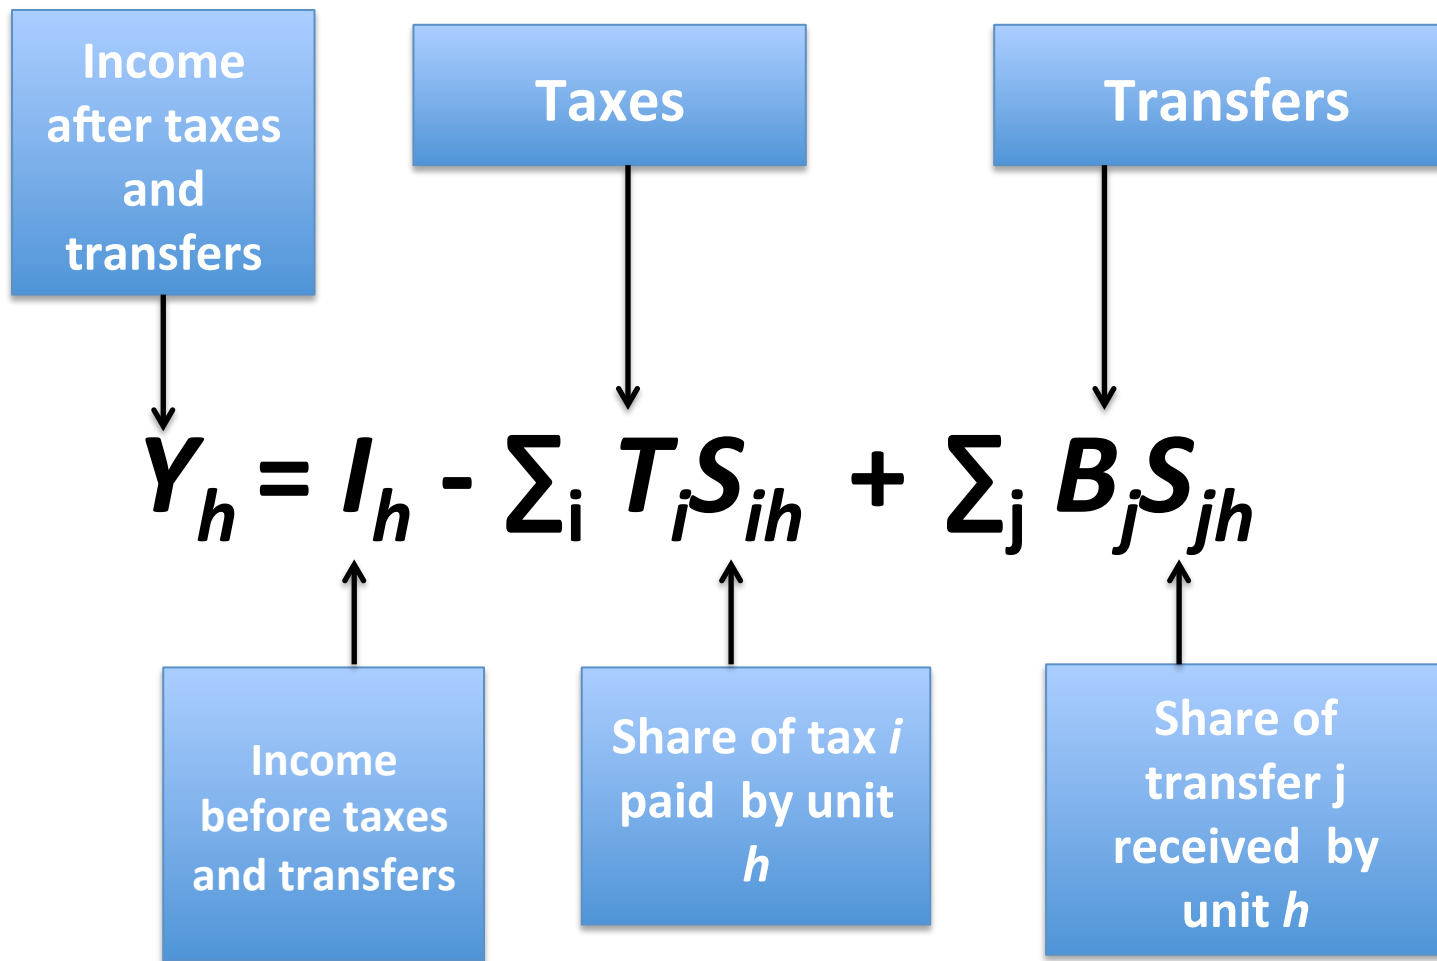 Income
after taxes
and
transfers
Taxes
Transfers
Yₕ = Iₕ - ∑ᵢ TᵢSᵢₕ + ∑ⱼ BⱼSⱼₕ
Income
before taxes
and transfers
Share of tax i
paid by unit
h
Share of
transfer j
received by
unit h